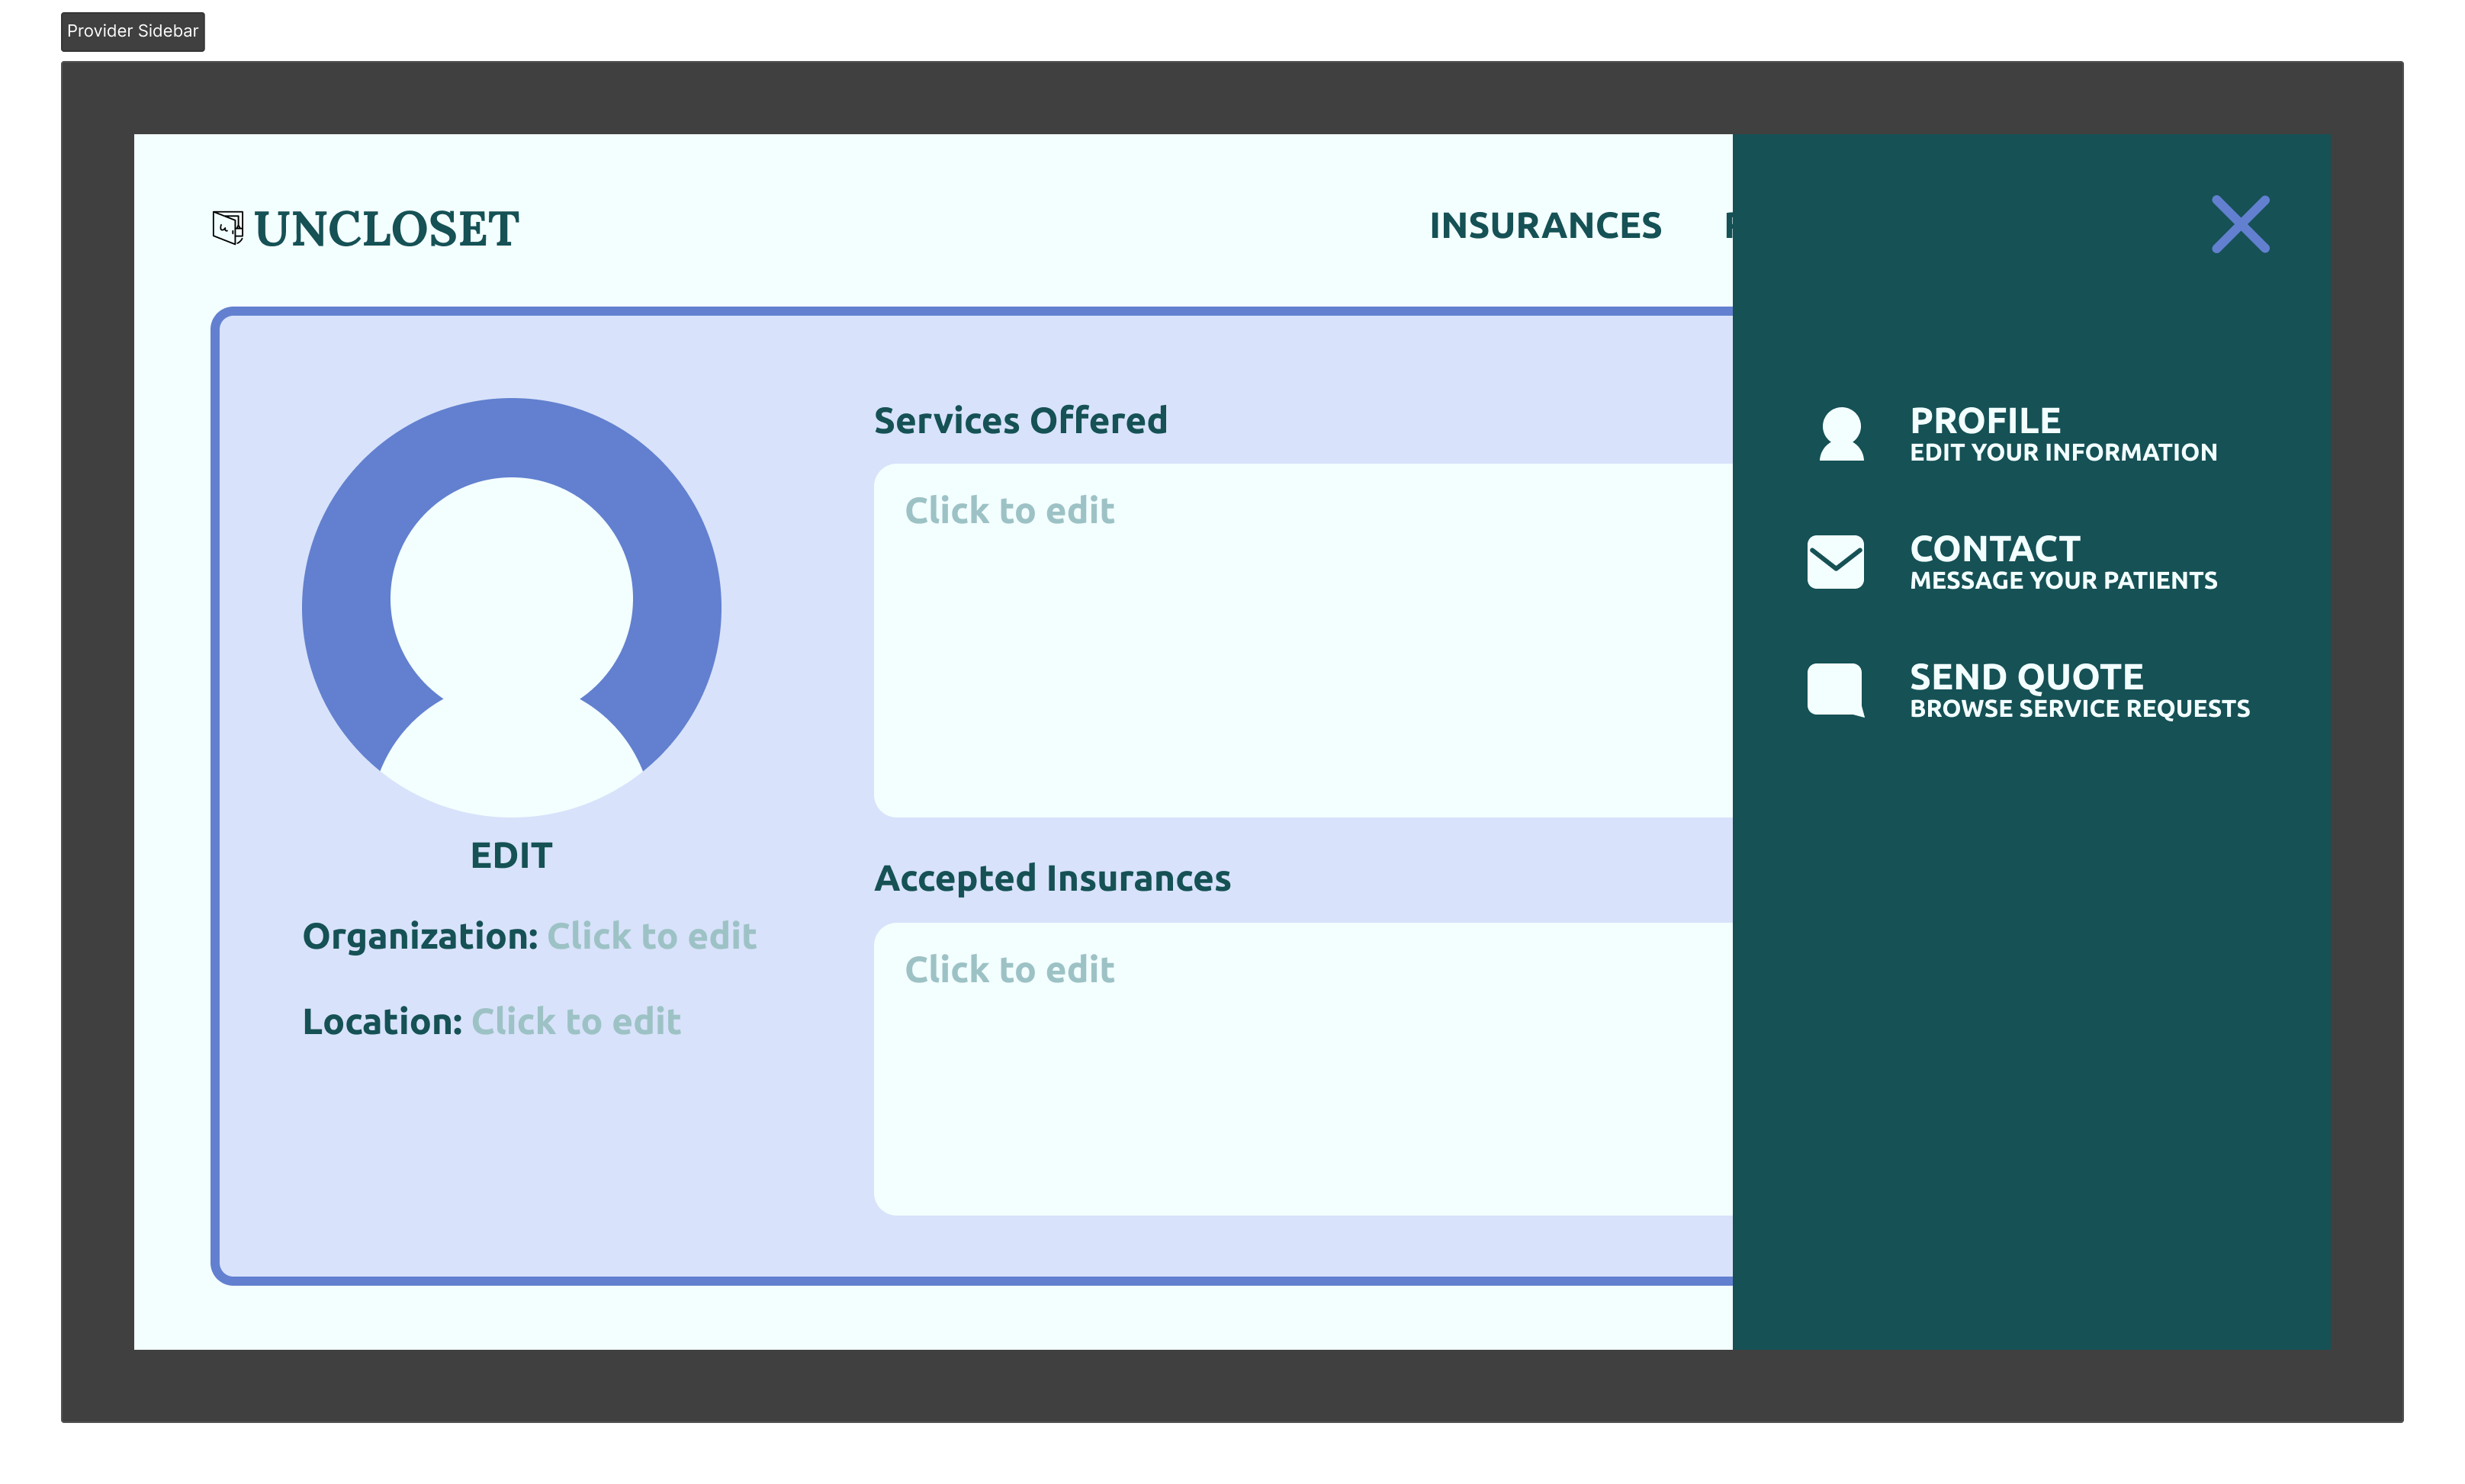 Provider Sidebar
UNCLOSET
INSURANCES
EDIT
Organization: Click to edit
Location: Click to edit
Services Offered
Click to edit
Accepted Insurances
Click to edit
PROFILE
EDIT YOUR INFORMATION
CONTACT
MESSAGE YOUR PATIENTS
SEND QUOTE
BROWSE SERVICE REQUESTS